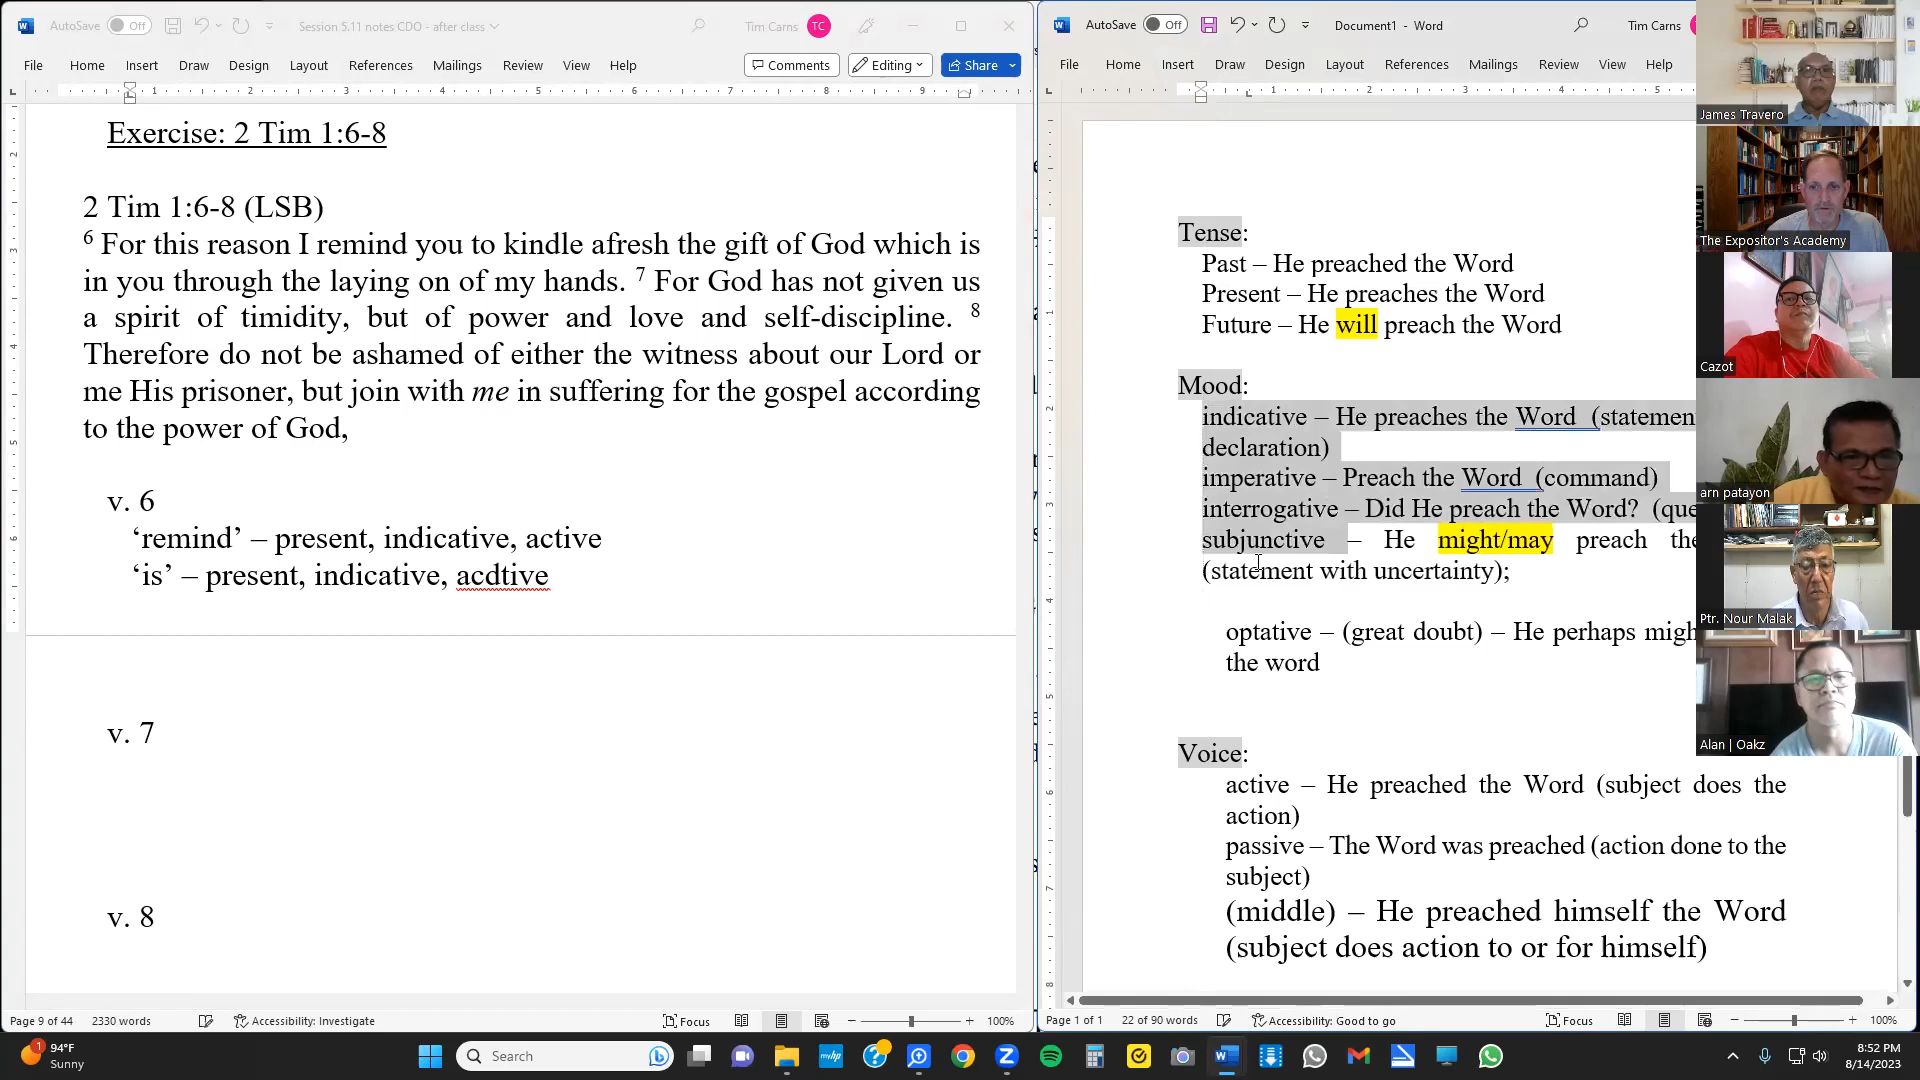 AutoSave Off Session 5.11 notes CDO - after class Tim Carns TC
File Home Insert Draw Design Layout References Mailings Review View Help Comments Editing Share
Exercise: 2 Tim 1:6-8
2 Tim 1:6-8 (LSB)
6 For this reason I remind you to kindle afresh the gift of God which is
in you through the laying on of my hands. 7 For God has not given us
a spirit of timidity, but of power and love and self-discipline. 8
Therefore do not be ashamed of either the witness about our Lord or
me His prisoner, but join with me in suffering for the gospel according
to the power of God,
v. 6
‘remind’ – present, indicative, active
‘is’ – present, indicative, acdtive
v. 7
v. 8
Page 9 of 44 2330 words Accessibility: Investigate Focus 100%
AutoSave Off Document1 - Word Tim Carns
File Home Insert Draw Design Layout References Mailings Review View Help
Tense:
Past – He preached the Word
Present – He preaches the Word
Future – He will preach the Word
Mood:
indicative – He preaches the Word (statemen
declaration)
imperative – Preach the Word (command)
interrogative – Did He preach the Word? (que
subjunctive – He might/may preach the
(statement with uncertainty);
optative – (great doubt) – He perhaps migh
the word
Voice:
active – He preached the Word (subject does the
action)
passive – The Word was preached (action done to the
subject)
(middle) – He preached himself the Word
(subject does action to or for himself)
Page 1 of 1 22 of 90 words Accessibility: Good to go Focus 100%
James Travero
The Expositor's Academy
Cazot
arn patayon
Ptr. Nour Malak
Alan | Oakz
1 94°F
Sunny
Search
myhp
8:52 PM
8/14/2023